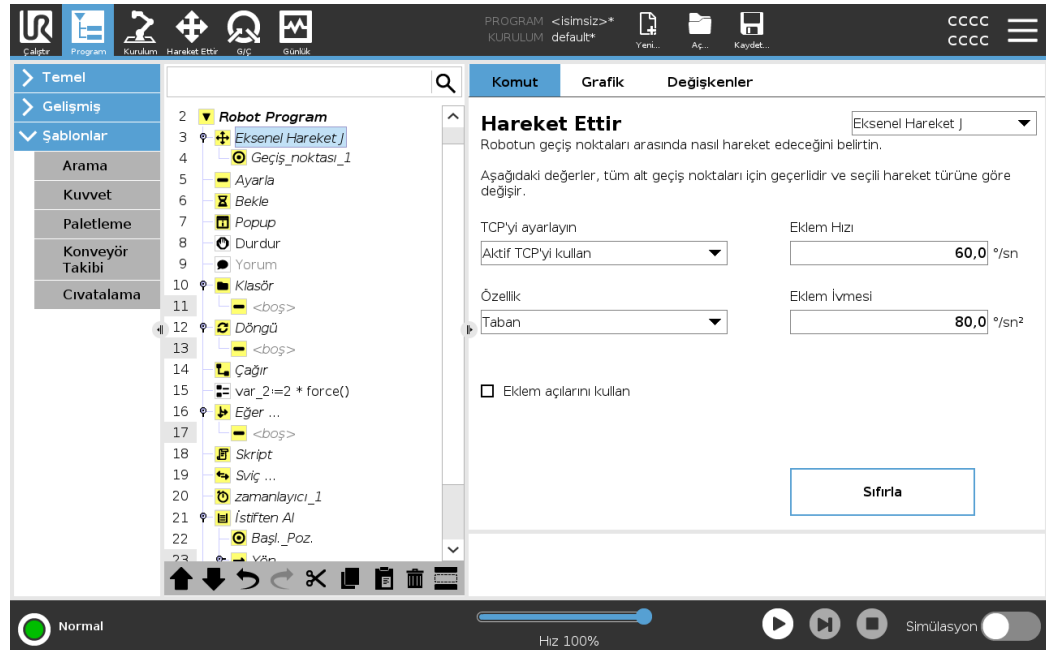 PROGRAM <isimsiz>*
KURULUM default*
Çalıştır Program Kurulum Hareket Ettir G/Ç Günlük Yeni... Aç... Kaydet...
CCCC
CCCC
Temel
Gelişmiş
Şablonlar
Arama
Kuvvet
Paletleme
Konveyör
Takibi
Cıvatalama
2 Robot Program
3 Eksenel Hareket J
4 Geçiş_noktası_1
5 Ayarla
6 Bekle
7 Popup
8 Durdur
9 Yorum
10 Klasör
11 <boş>
12 Döngü
13 <boş>
14 Çağır
15 var_2:=2 * force()
16 Eğer ...
17 <boş>
18 Skript
19 Sviç ...
20 zamanlayıcı_1
21 İstiften Al
22 Başl._Poz.
23 Yön
Komut Grafik Değişkenler
Hareket Ettir
Eksenel Hareket J
Robotun geçiş noktaları arasında nasıl hareket edeceğini belirtin.
Aşağıdaki değerler, tüm alt geçiş noktaları için geçerlidir ve seçili hareket türüne göre
değişir.
TCP'yi ayarlayın Eklem Hızı
Aktif TCP'yi kullan 60,0 °/sn
Özellik Eklem İvmesi
Taban 80,0 °/sn²
Eklem açılarını kullan
Sıfırla
Normal
Hız 100%
Simülasyon